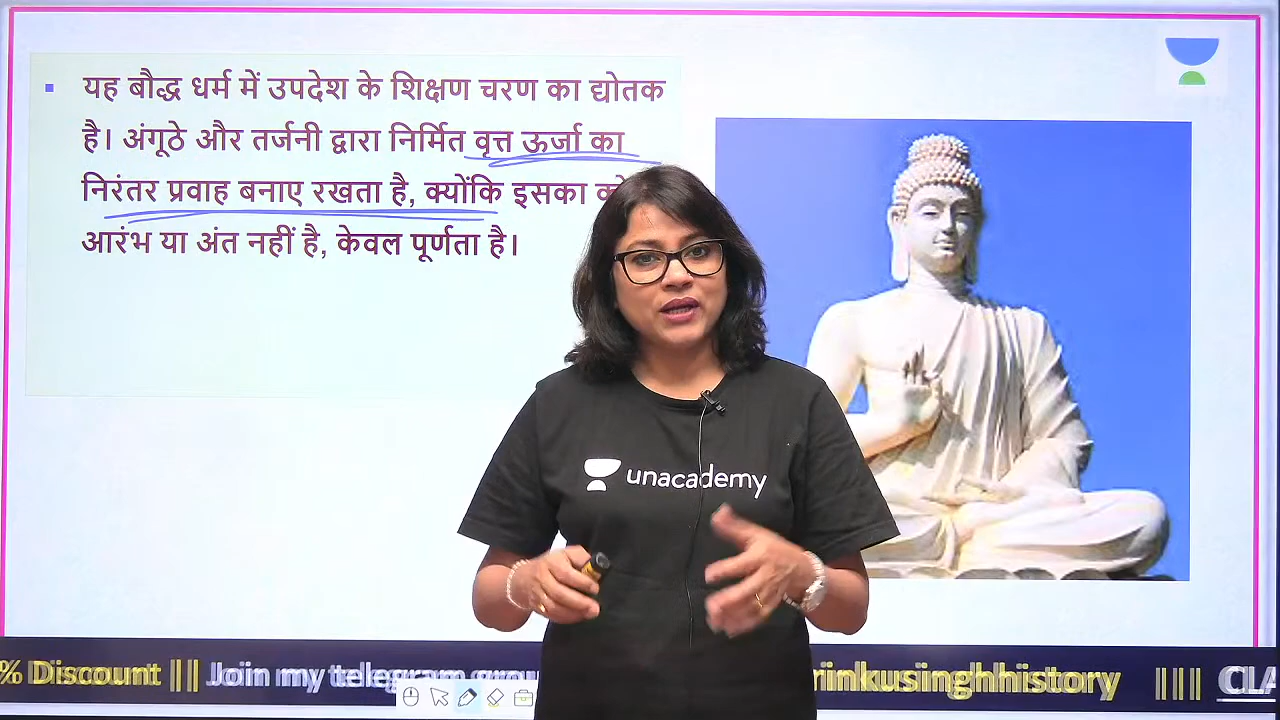 यह बौद्ध धर्म में उपदेश के शिक्षण चरण का द्योतक
है। अंगूठे और तर्जनी द्वारा निर्मित वृत्त ऊर्जा का
निरंतर प्रवाह बनाए रखता है, क्योंकि इसका
आरंभ या अंत नहीं है, केवल पूर्णता है।
unacademy
% Discount || Join my telegram rinkusinghhistory ||||